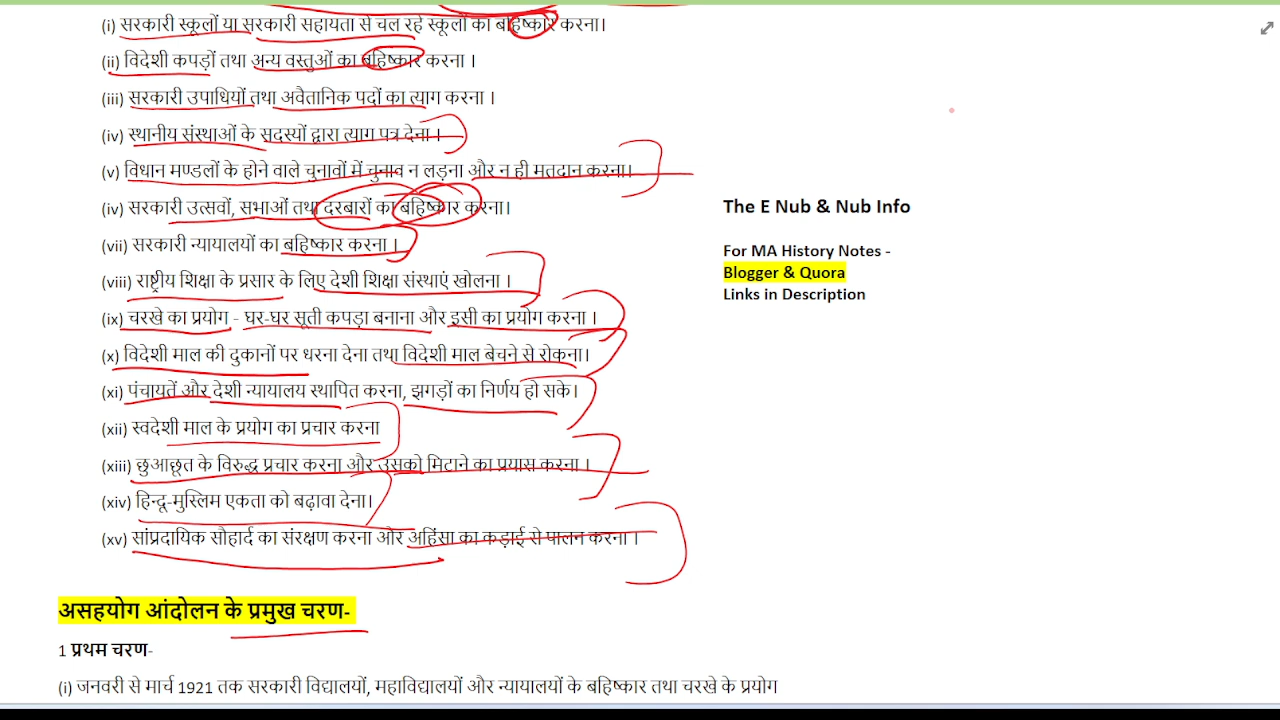 (i) सरकारी स्कूलों या सरकारी सहायता से चल रहे स्कूलों का बहिष्कार करना।
(ii) विदेशी कपड़ों तथा अन्य वस्तुओं का बहिष्कार करना ।
(iii) सरकारी उपाधियों तथा अवैतानिक पदों का त्याग करना ।
(iv) स्थानीय संस्थाओं के सदस्यों द्वारा त्याग पत्र देना ।
(v) विधान मण्डलों के होने वाले चुनावों में चुनाव न लड़ना और न ही मतदान करना।
(iv) सरकारी उत्सवों, सभाओं तथा दरबारों का बहिष्कार करना।
(vii) सरकारी न्यायालयों का बहिष्कार करना ।
(viii) राष्ट्रीय शिक्षा के प्रसार के लिए देशी शिक्षा संस्थाएं खोलना ।
(ix) चरखे का प्रयोग - घर-घर सूती कपड़ा बनाना और इसी का प्रयोग करना ।
(x) विदेशी माल की दुकानों पर धरना देना तथा विदेशी माल बेचने से रोकना।
(xi) पंचायतें और देशी न्यायालय स्थापित करना, झगड़ों का निर्णय हो सके।
(xii) स्वदेशी माल के प्रयोग का प्रचार करना
(xiii) छुआछूत के विरुद्ध प्रचार करना और उसको मिटाने का प्रयास करना ।
(xiv) हिन्दू-मुस्लिम एकता को बढ़ावा देना।
(xv) सांप्रदायिक सौहार्द का संरक्षण करना और अहिंसा का कड़ाई से पालन करना ।
असहयोग आंदोलन के प्रमुख चरण-
1 प्रथम चरण-
(i) जनवरी से मार्च 1921 तक सरकारी विद्यालयों, महाविद्यालयों और न्यायालयों के बहिष्कार तथा चरखे के प्रयोग
The E Nub & Nub Info
For MA History Notes -
Blogger & Quora
Links in Description